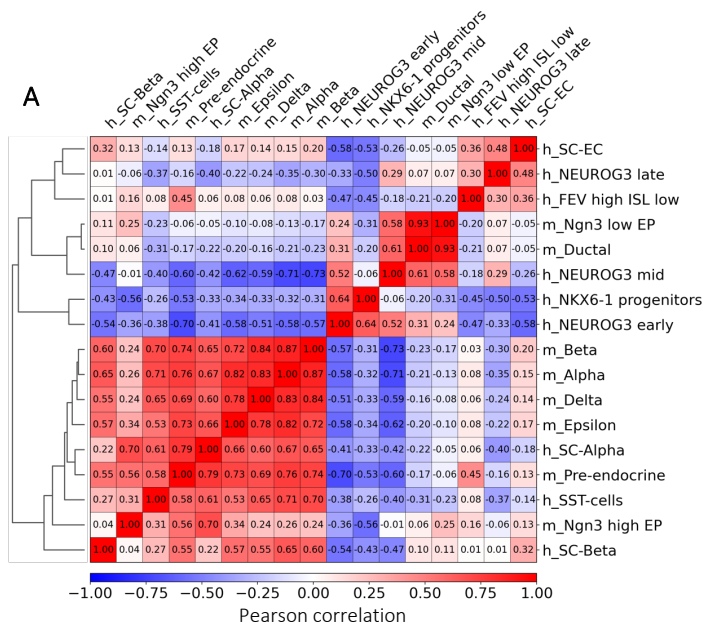 A
h_SC-Beta
m_Ngn3 high EP
h_SST-cells
m_Pre-endocrine
h_SC-Alpha
m_Epsilon
m_Delta
m_Alpha
m_Beta
h_NEUROG3 early
h_NKX6-1 progenitors
h_NEUROG3 mid
m_Ductal
m_Ngn3 low EP
h_FEV high ISL low
h_NEUROG3 late
h_SC-EC
0.32 0.13 -0.14 0.13 -0.18 0.17 0.14 0.15 0.20 -0.58 -0.53 -0.26 -0.05 -0.05 0.36 0.48 1.00 h_SC-EC
0.01 -0.06 -0.37 -0.16 -0.40 -0.22 -0.24 -0.35 -0.30 -0.33 -0.50 0.29 0.07 0.07 0.30 1.00 0.48 h_NEUROG3 late
0.01 0.16 0.08 0.45 0.06 0.08 0.06 0.08 0.03 -0.47 -0.45 -0.18 -0.21 -0.20 1.00 0.30 0.36 h_FEV high ISL low
0.11 0.25 -0.23 -0.06 -0.05 -0.10 -0.08 -0.13 -0.17 0.24 -0.31 0.58 0.93 1.00 -0.20 0.07 -0.05 m_Ngn3 low EP
0.10 0.06 -0.31 -0.17 -0.22 -0.20 -0.16 -0.21 -0.23 0.31 -0.20 0.61 1.00 0.93 -0.21 0.07 -0.05 m_Ductal
-0.47 -0.01 -0.40 -0.60 -0.42 -0.62 -0.59 -0.71 -0.73 0.52 -0.06 1.00 0.61 0.58 -0.18 0.29 -0.26 h_NEUROG3 mid
-0.43 -0.56 -0.26 -0.53 -0.33 -0.34 -0.33 -0.32 -0.31 0.64 1.00 -0.06 -0.20 -0.31 -0.45 -0.50 -0.53 h_NKX6-1 progenitors
-0.54 -0.36 -0.38 -0.70 -0.41 -0.58 -0.51 -0.58 -0.57 1.00 0.64 0.52 0.31 0.24 -0.47 -0.33 -0.58 h_NEUROG3 early
0.60 0.24 0.70 0.74 0.65 0.72 0.84 0.87 1.00 -0.57 -0.31 -0.73 -0.23 -0.17 0.03 -0.30 0.20 m_Beta
0.65 0.26 0.71 0.76 0.67 0.82 0.83 1.00 0.87 -0.58 -0.32 -0.71 -0.21 -0.13 0.08 -0.35 0.15 m_Alpha
0.55 0.24 0.65 0.69 0.60 0.78 1.00 0.83 0.84 -0.51 -0.33 -0.59 -0.16 -0.08 0.06 -0.24 0.14 m_Delta
0.57 0.34 0.53 0.73 0.66 1.00 0.78 0.82 0.72 -0.58 -0.34 -0.62 -0.20 -0.10 0.08 -0.22 0.17 m_Epsilon
0.22 0.70 0.61 0.79 1.00 0.66 0.60 0.67 0.65 -0.41 -0.33 -0.42 -0.22 -0.05 0.06 -0.40 -0.18 h_SC-Alpha
0.55 0.56 0.58 1.00 0.79 0.73 0.69 0.76 0.74 -0.70 -0.53 -0.60 -0.17 -0.06 0.45 -0.16 0.13 m_Pre-endocrine
0.27 0.31 1.00 0.58 0.61 0.53 0.65 0.71 0.70 -0.38 -0.26 -0.40 -0.31 -0.23 0.08 -0.37 -0.14 h_SST-cells
0.04 1.00 0.31 0.56 0.70 0.34 0.24 0.26 0.24 -0.36 -0.56 -0.01 0.06 0.25 0.16 -0.06 0.13 m_Ngn3 high EP
1.00 0.04 0.27 0.55 0.22 0.57 0.55 0.65 0.60 -0.54 -0.43 -0.47 0.10 0.11 0.01 0.01 0.32 h_SC-Beta
−1.00 −0.75 −0.50 −0.25 0.00 0.25 0.50 0.75 1.00
Pearson correlation